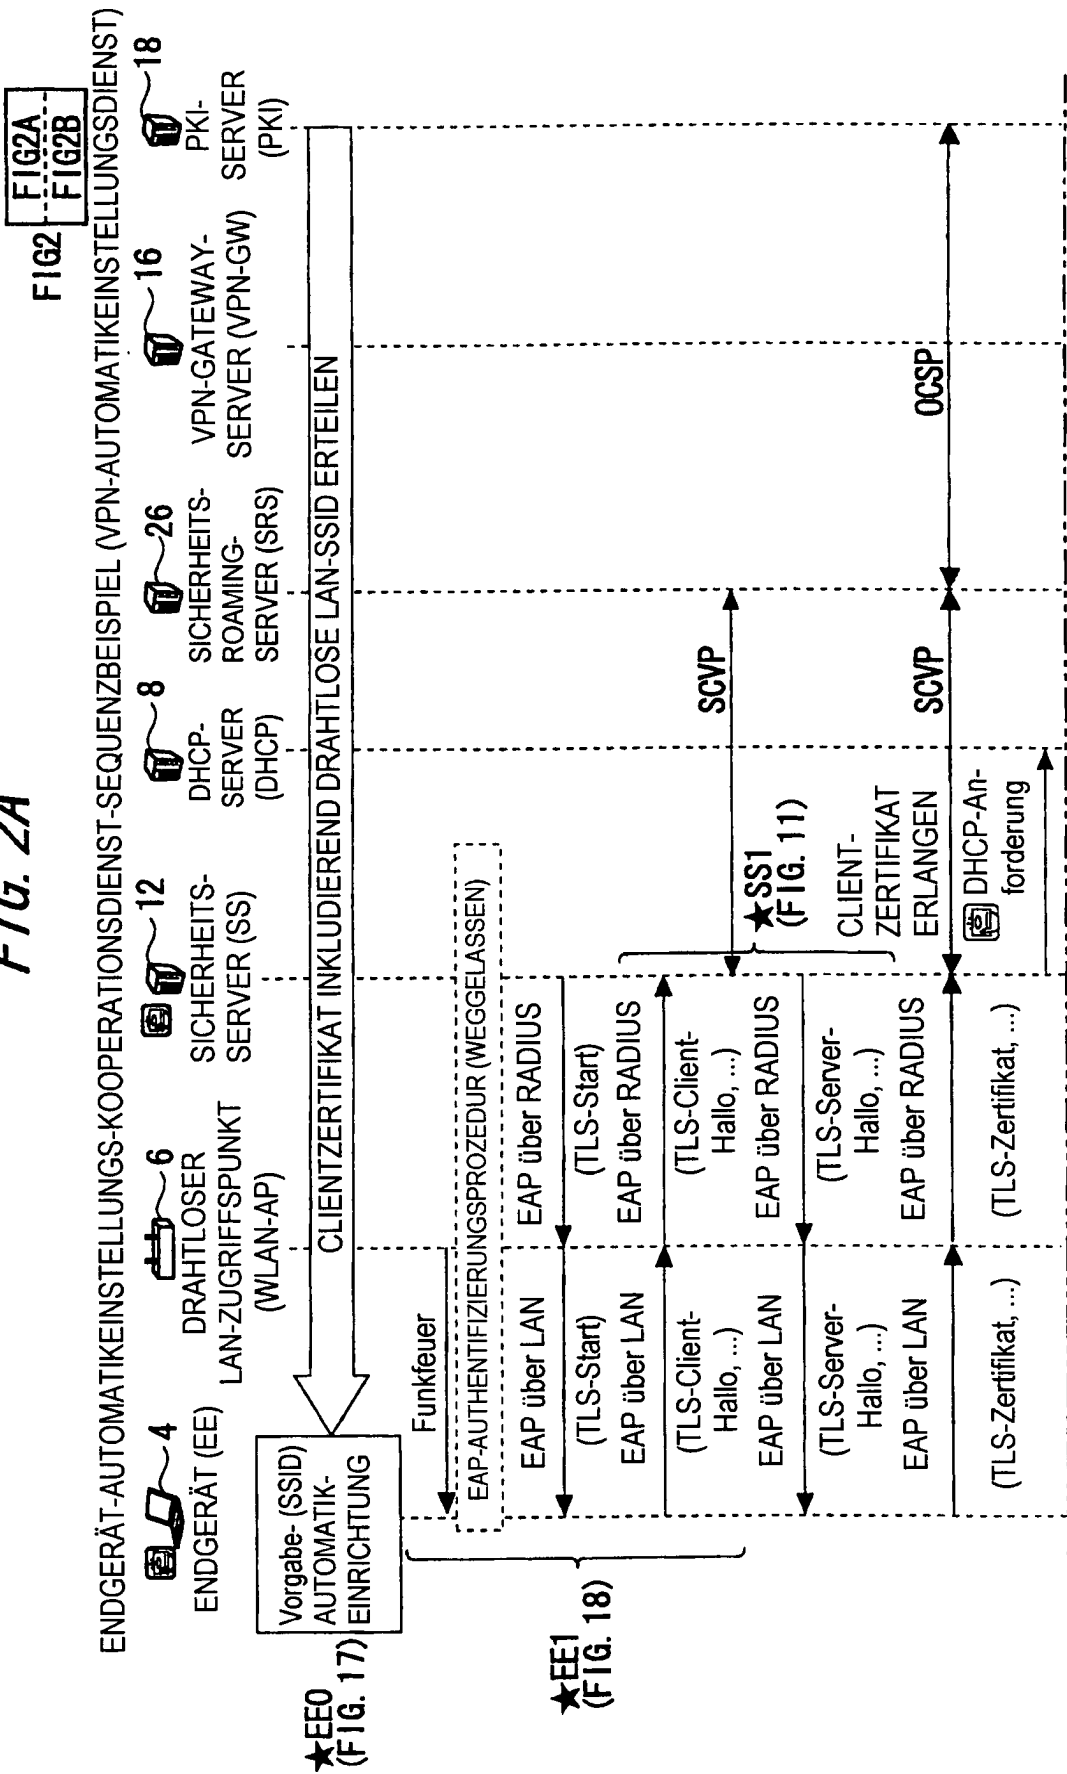 FIG. 2A
FIG2
FIG2A
FIG2B
ENDGERÄT-AUTOMATIKEINSTELLUNGS-KOOPERATIONSDIENST-SEQUENZBEISPIEL (VPN-AUTOMATIKEINSTELLUNGSDIENST)
4
ENDGERÄT (EE)
6
DRAHTLOSER
LAN-ZUGRIFFSPUNKT
(WLAN-AP)
12
SICHERHEITS-
SERVER (SS)
8
DHCP-
SERVER
(DHCP)
26
SICHERHEITS-
ROAMING-
SERVER (SRS)
16
VPN-GATEWAY-
SERVER (VPN-GW)
18
PKI-
SERVER
(PKI)
CLIENTZERTIFIKAT INKLUDIEREND DRAHTLOSE LAN-SSID ERTEILEN
Vorgabe- (SSID)
AUTOMATIK-
EINRICHTUNG
★EE0
(FIG. 17)
Funkfeuer
EAP-AUTHENTIFIZIERUNGSPROZEDUR (WEGGELASSEN)
EAP über LAN
EAP über RADIUS
(TLS-Start)
(TLS-Start)
EAP über LAN
EAP über RADIUS
(TLS-Client-
Hallo, ...)
(TLS-Client-
Hallo, ...)
SCVP
★EE1
(FIG. 18)
★SS1
(FIG. 11)
EAP über LAN
EAP über RADIUS
(TLS-Server-
Hallo, ...)
(TLS-Server-
Hallo, ...)
CLIENT-
ZERTIFIKAT
ERLANGEN
EAP über LAN
EAP über RADIUS
SCVP
OCSP
(TLS-Zertifikat, ...)
(TLS-Zertifikat, ...)
DHCP-An-
forderung